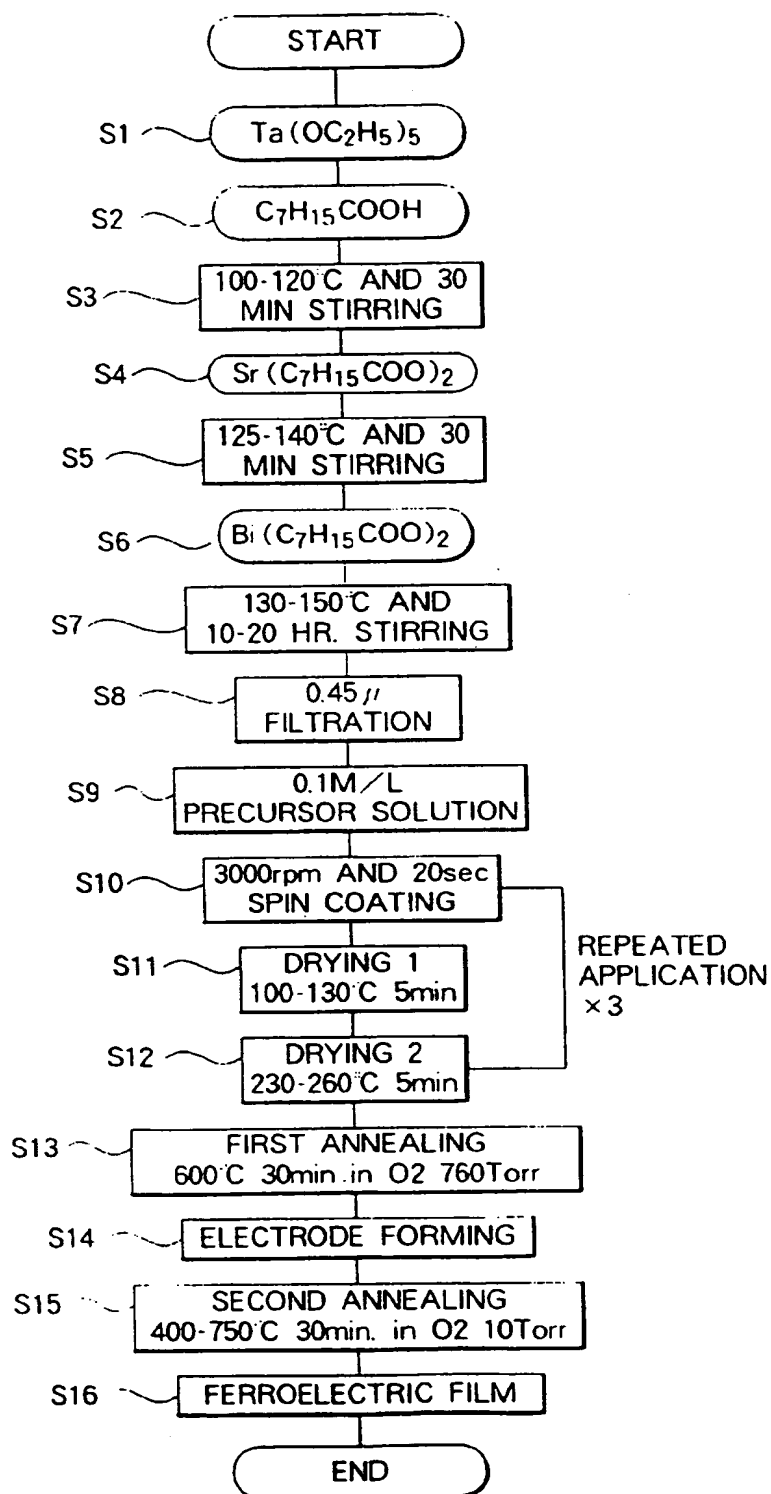 START
S1
Ta(OC2H5)5
S2
C7H15COOH
S3
100-120°C AND 30
MIN STIRRING
S4
Sr(C7H15COO)2
S5
125-140°C AND 30
MIN STIRRING
S6
Bi(C7H15COO)2
S7
130-150°C AND
10-20 HR. STIRRING
S8
0.45μ
FILTRATION
S9
0.1M/L
PRECURSOR SOLUTION
S10
3000rpm AND 20sec
SPIN COATING
S11
DRYING 1
100-130°C 5min
S12
DRYING 2
230-260°C 5min
REPEATED
APPLICATION
×3
S13
FIRST ANNEALING
600°C 30min. in O2 760Torr
S14
ELECTRODE FORMING
S15
SECOND ANNEALING
400-750°C 30min. in O2 10Torr
S16
FERROELECTRIC FILM
END